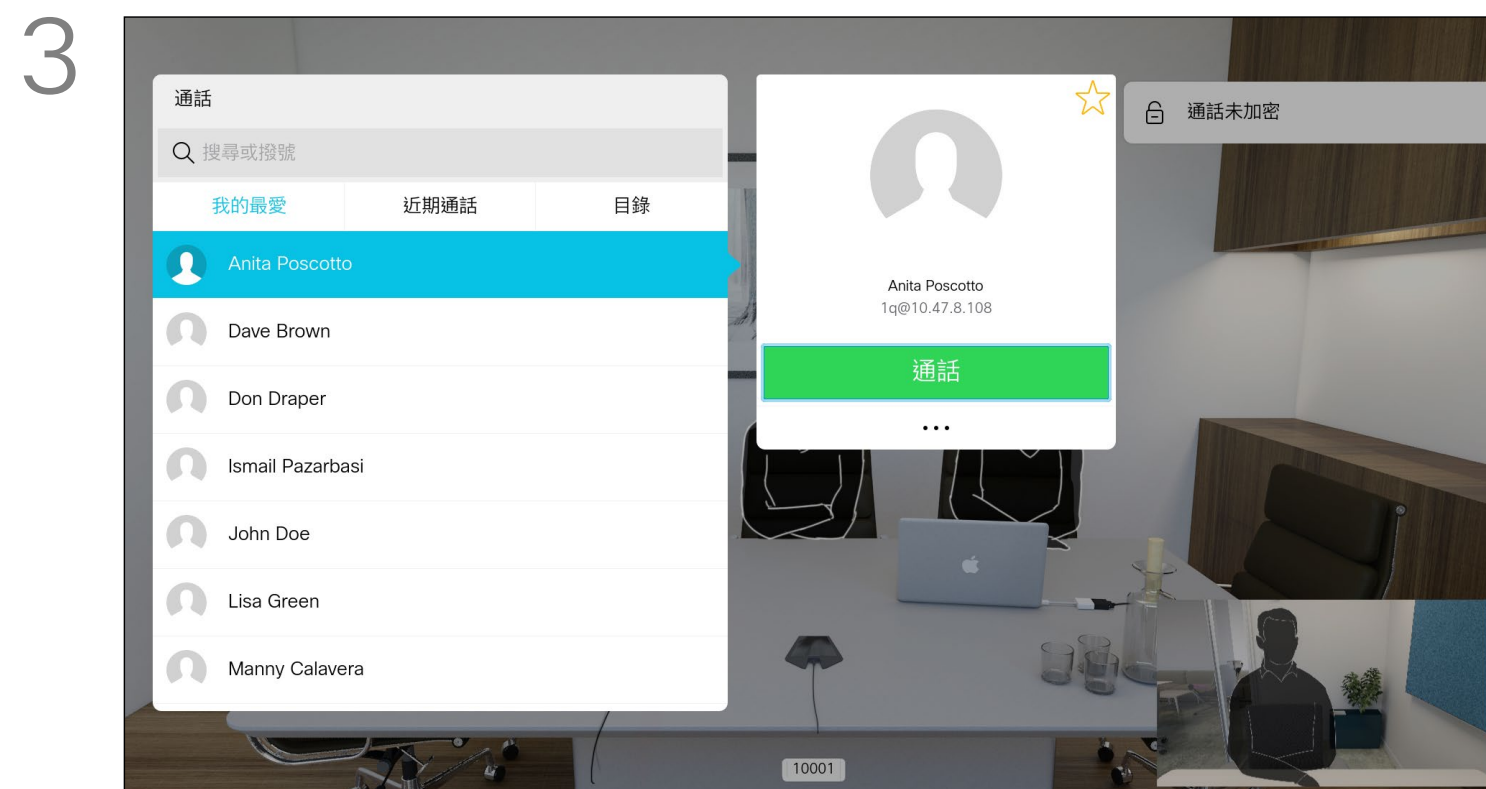 3
通話
搜尋或撥號
我的最愛 近期通話 目錄
Anita Poscotto
Dave Brown
Don Draper
Ismail Pazarbasi
John Doe
Lisa Green
Manny Calavera
Anita Poscotto
1q@10.47.8.108
通話
...
通話未加密
10001